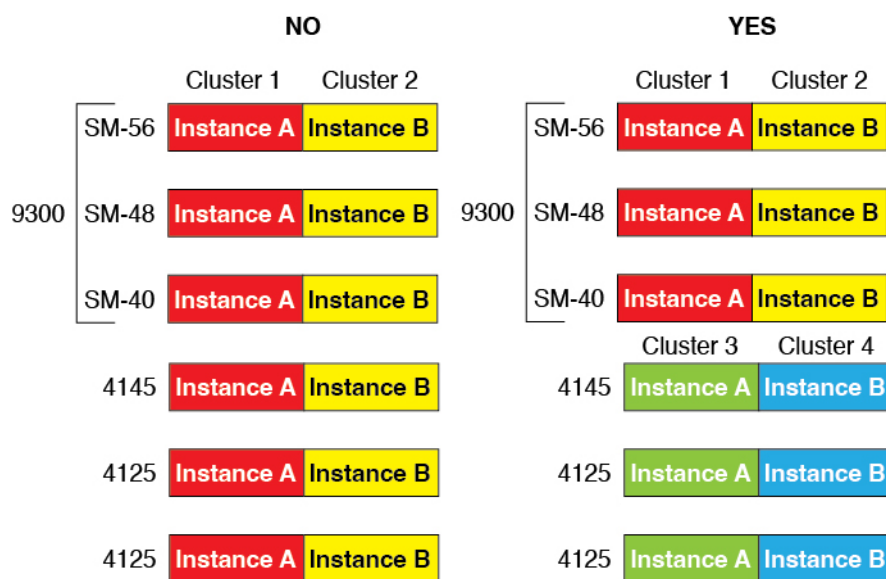 NO YES
Cluster 1 Cluster 2 Cluster 1 Cluster 2
SM-56 Instance A Instance B SM-56 Instance A Instance B
9300 SM-48 Instance A Instance B 9300 SM-48 Instance A Instance B
SM-40 Instance A Instance B SM-40 Instance A Instance B
Cluster 3 Cluster 4
4145 Instance A Instance B 4145 Instance A Instance B
4125 Instance A Instance B 4125 Instance A Instance B
4125 Instance A Instance B 4125 Instance A Instance B